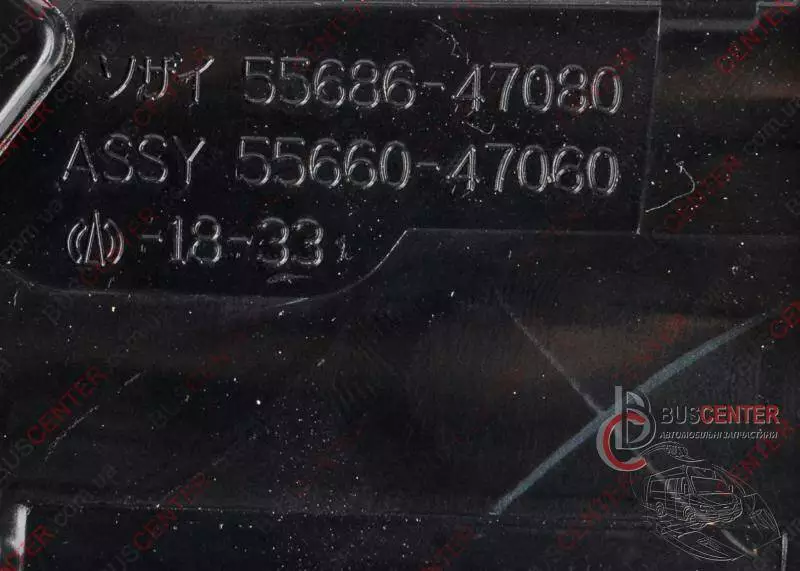 ソザイ 55686-47080
ASSY 55660-47060
-18-33
BUSCENTER
АВТОМОБІЛЬНІ ЗАПЧАСТИНИ